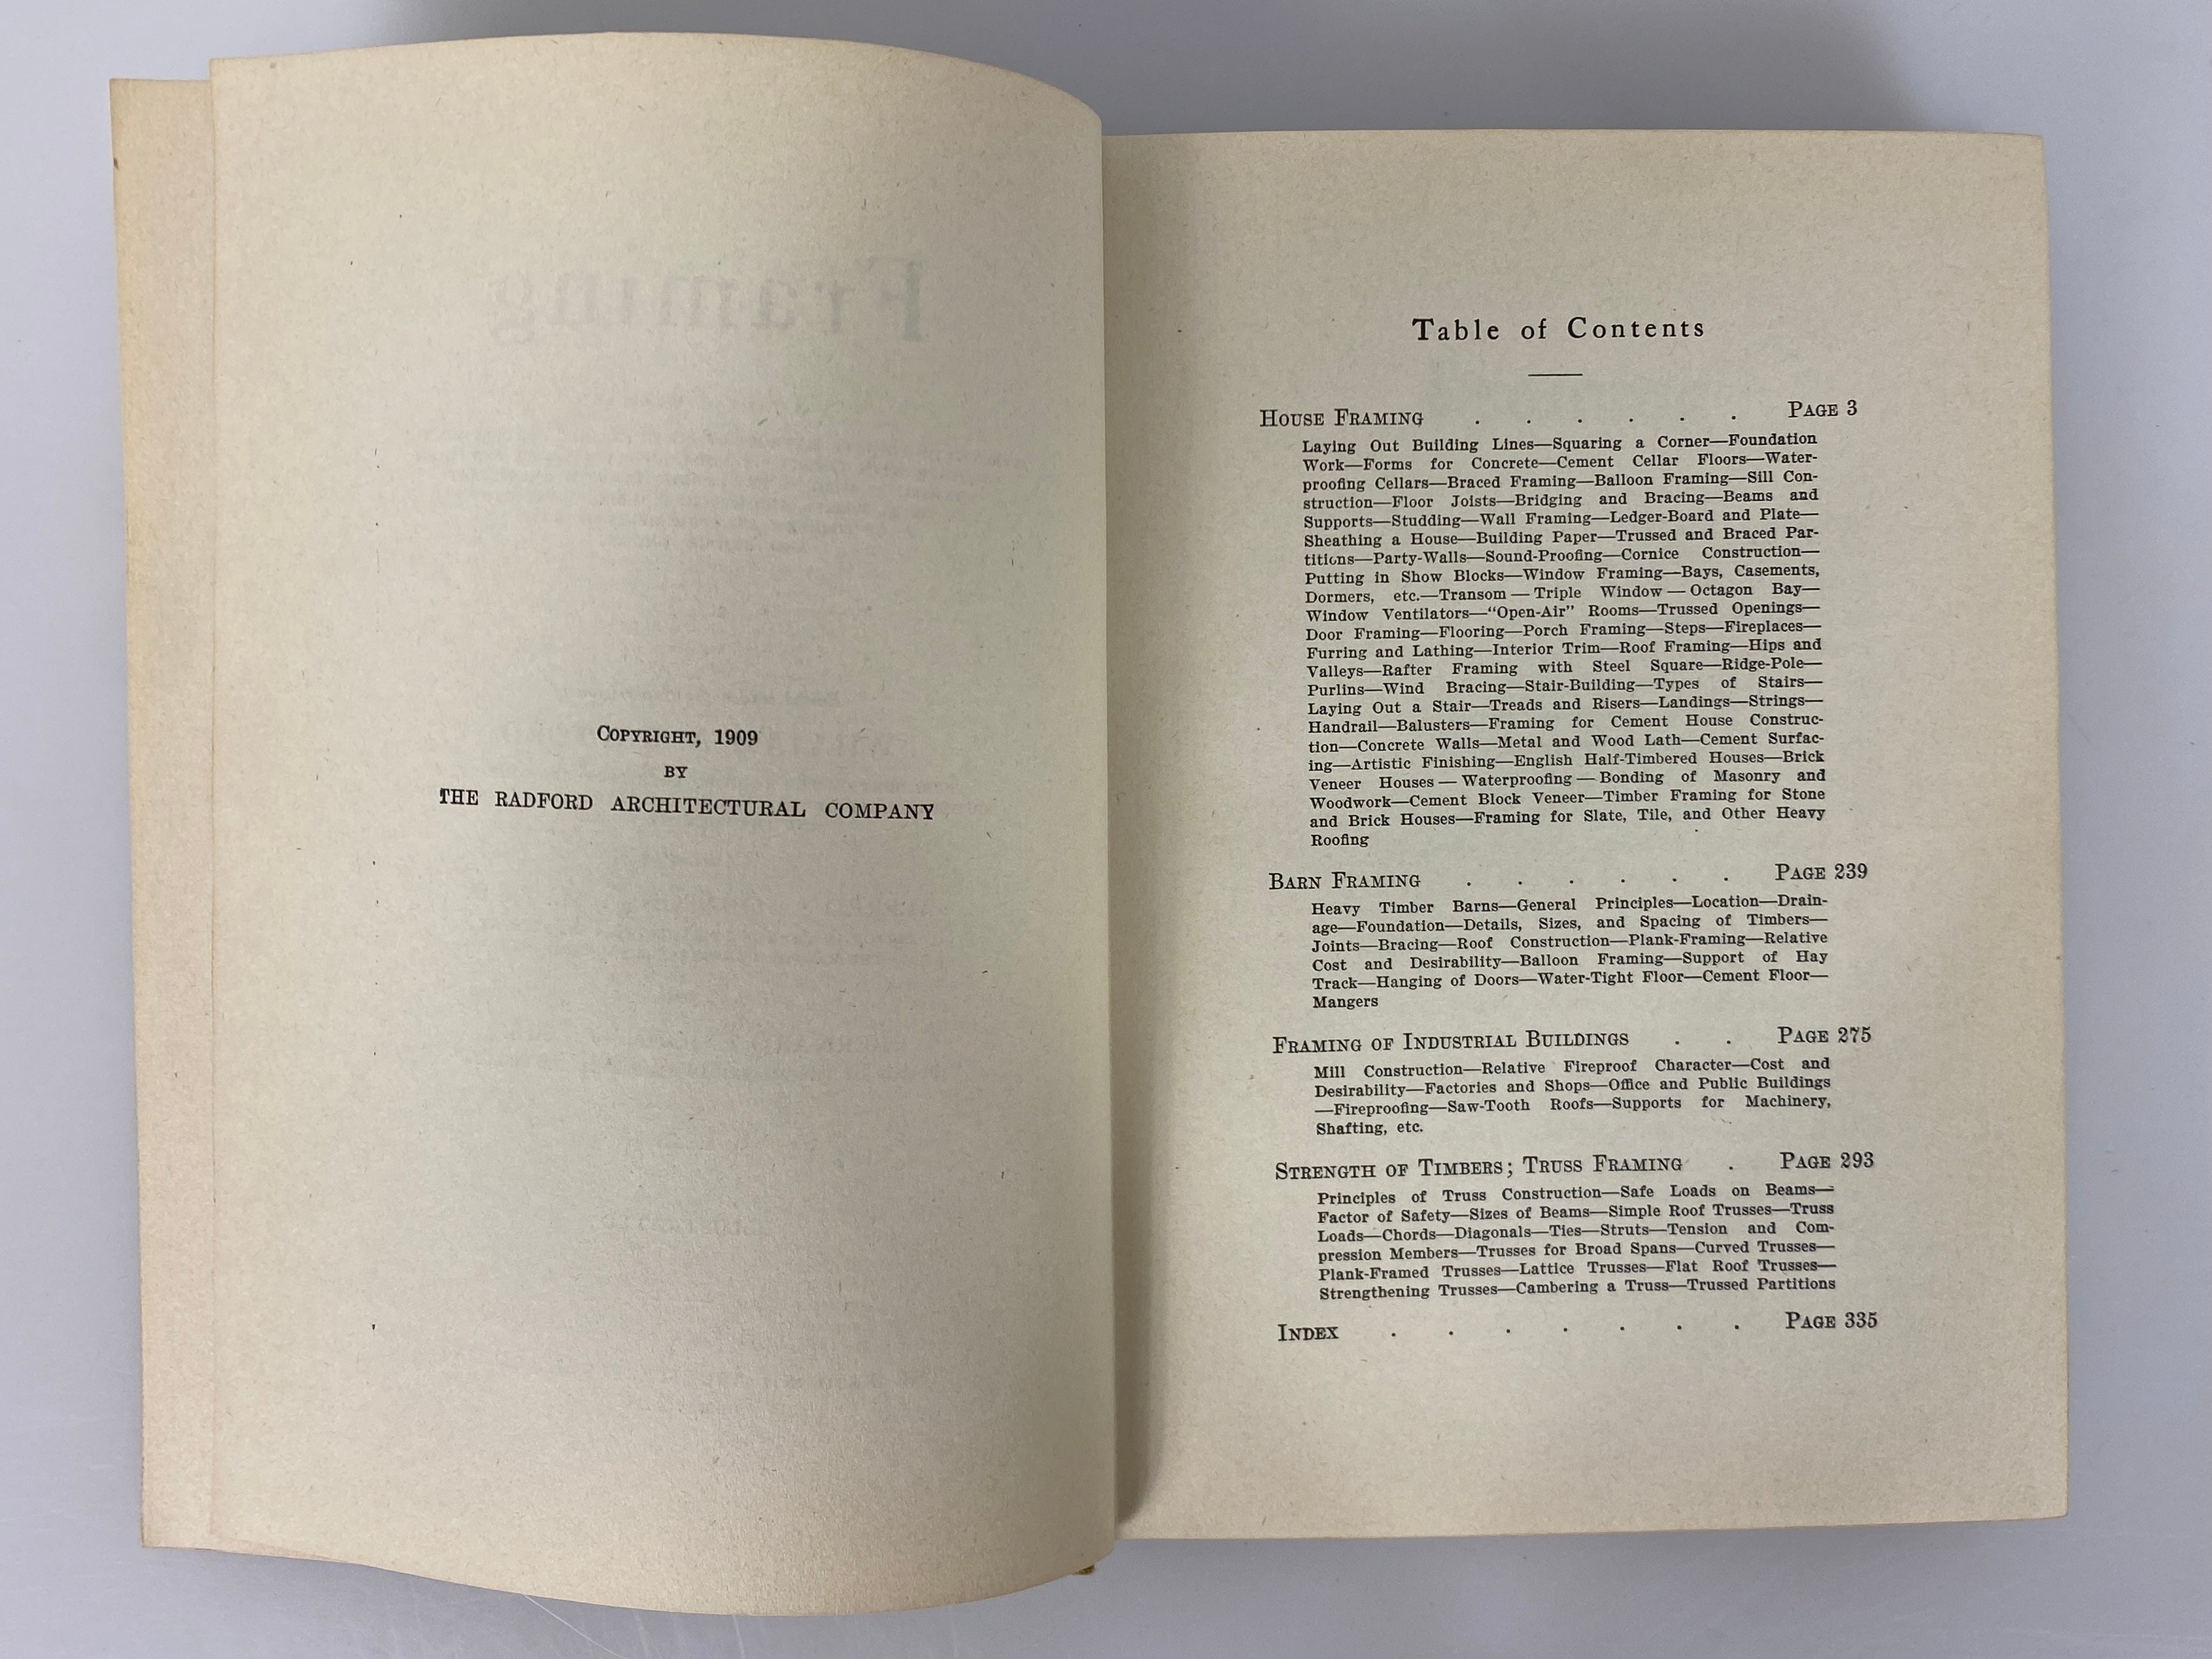 Framing
COPYRIGHT, 1909
BY
THE RADFORD ARCHITECTURAL COMPANY
Table of Contents
HOUSE FRAMING . . . . . . PAGE 3
Laying Out Building Lines—Squaring a Corner—Foundation
Work—Forms for Concrete—Cement Cellar Floors—Water-
proofing Cellars—Braced Framing—Balloon Framing—Sill Con-
struction—Floor Joists—Bridging and Bracing—Beams and
Supports—Studding—Wall Framing—Ledger-Board and Plate—
Sheathing a House—Building Paper—Trussed and Braced Par-
titions—Party-Walls—Sound-Proofing—Cornice Construction—
Putting in Show Blocks—Window Framing—Bays, Casements,
Dormers, etc.—Transom — Triple Window — Octagon Bay—
Window Ventilators—“Open-Air” Rooms—Trussed Openings—
Door Framing—Flooring—Porch Framing—Steps—Fireplaces—
Furring and Lathing—Interior Trim—Roof Framing—Hips and
Valleys—Rafter Framing with Steel Square—Ridge-Pole—
Purlins—Wind Bracing—Stair-Building—Types of Stairs—
Laying Out a Stair—Treads and Risers—Landings—Strings—
Handrail—Balusters—Framing for Cement House Construc-
tion—Concrete Walls—Metal and Wood Lath—Cement Surfac-
ing—Artistic Finishing—English Half-Timbered Houses—Brick
Veneer Houses — Waterproofing — Bonding of Masonry and
Woodwork—Cement Block Veneer—Timber Framing for Stone
and Brick Houses—Framing for Slate, Tile, and Other Heavy
Roofing
BARN FRAMING . . . . . . PAGE 239
Heavy Timber Barns—General Principles—Location—Drain-
age—Foundation—Details, Sizes, and Spacing of Timbers—
Joints—Bracing—Roof Construction—Plank-Framing—Relative
Cost and Desirability—Balloon Framing—Support of Hay
Track—Hanging of Doors—Water-Tight Floor—Cement Floor—
Mangers
FRAMING OF INDUSTRIAL BUILDINGS . . PAGE 275
Mill Construction—Relative Fireproof Character—Cost and
Desirability—Factories and Shops—Office and Public Buildings
—Fireproofing—Saw-Tooth Roofs—Supports for Machinery,
Shafting, etc.
STRENGTH OF TIMBERS; TRUSS FRAMING . PAGE 293
Principles of Truss Construction—Safe Loads on Beams—
Factor of Safety—Sizes of Beams—Simple Roof Trusses—Truss
Loads—Chords—Diagonals—Ties—Struts—Tension and Com-
pression Members—Trusses for Broad Spans—Curved Trusses—
Plank-Framed Trusses—Lattice Trusses—Flat Roof Trusses—
Strengthening Trusses—Cambering a Truss—Trussed Partitions
INDEX . . . . . . . PAGE 335